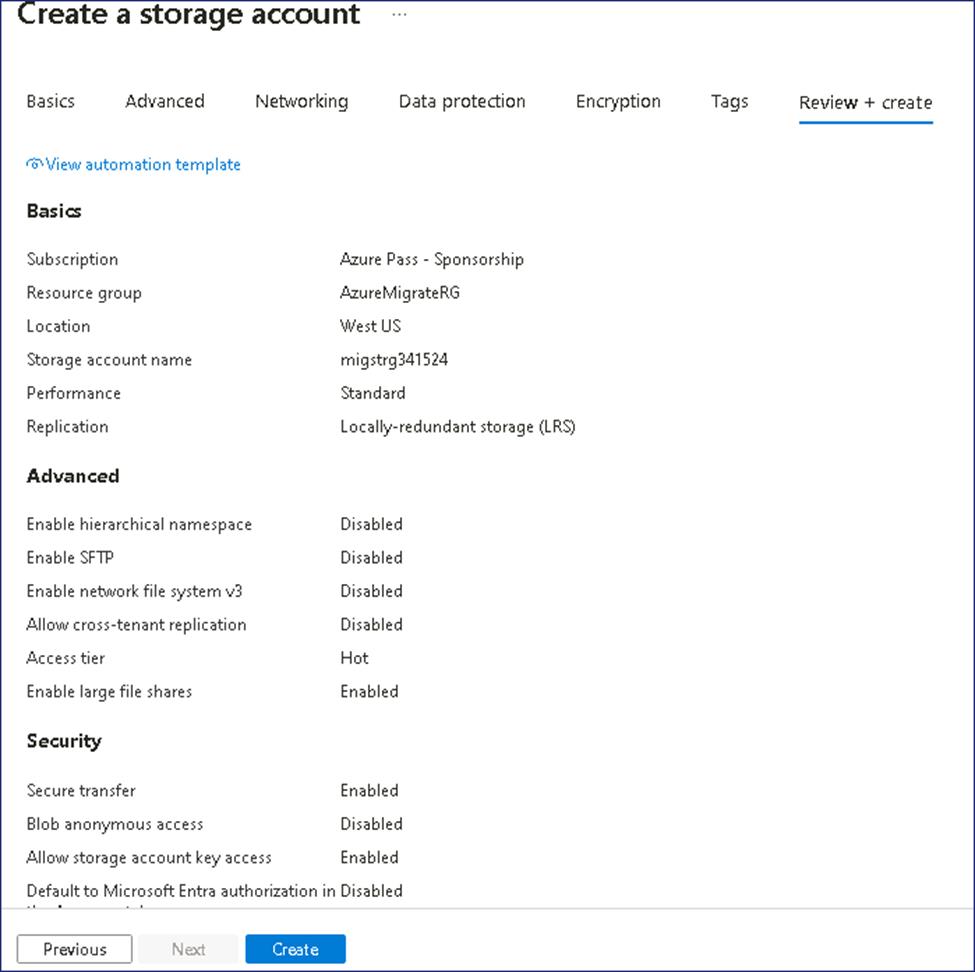 Create a storage account ...
Basics Advanced Networking Data protection Encryption Tags Review + create
View automation template
Basics
Subscription Azure Pass - Sponsorship
Resource group AzureMigrateRG
Location West US
Storage account name migstrg341524
Performance Standard
Replication Locally-redundant storage (LRS)
Advanced
Enable hierarchical namespace Disabled
Enable SFTP Disabled
Enable network file system v3 Disabled
Allow cross-tenant replication Disabled
Access tier Hot
Enable large file shares Enabled
Security
Secure transfer Enabled
Blob anonymous access Disabled
Allow storage account key access Enabled
Default to Microsoft Entra authorization in Disabled
Previous Next Create